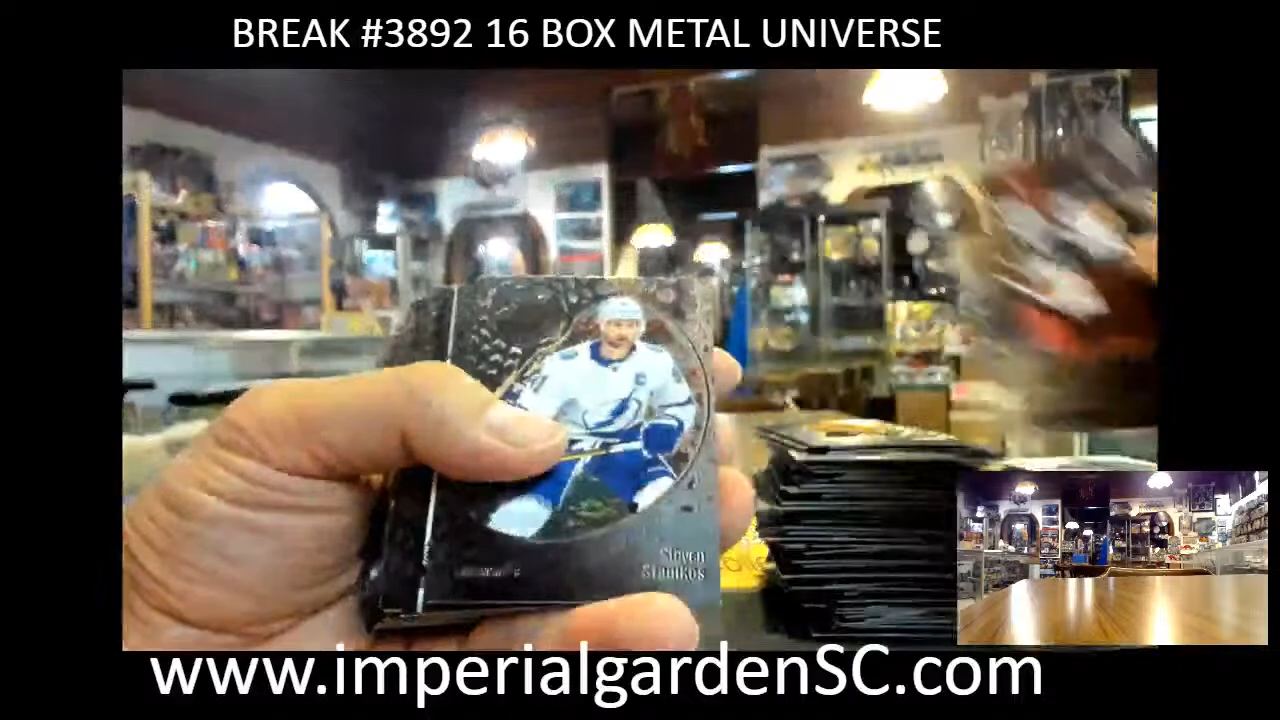 BREAK #3892 16 BOX METAL UNIVERSE
Steven
Stamkos
www.imperialgardenSC.com